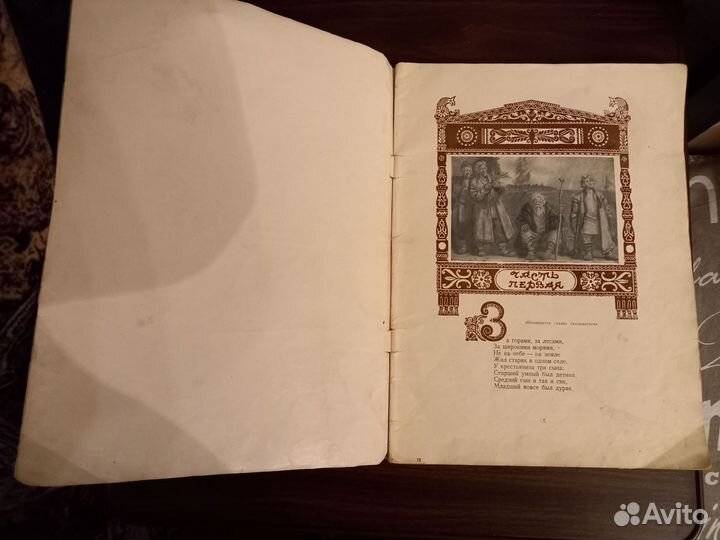 ЧАСТЬ
ПЕРВАЯ
Начинается сказка сказываться
За горами, за лесами,
За широкими морями,
Не на небе — на земле
Жил старик в одном селе.
У крестьянина три сына:
Старший умный был детина,
Средний сын и так и сяк,
Младший вовсе был дурак.
5
Avito